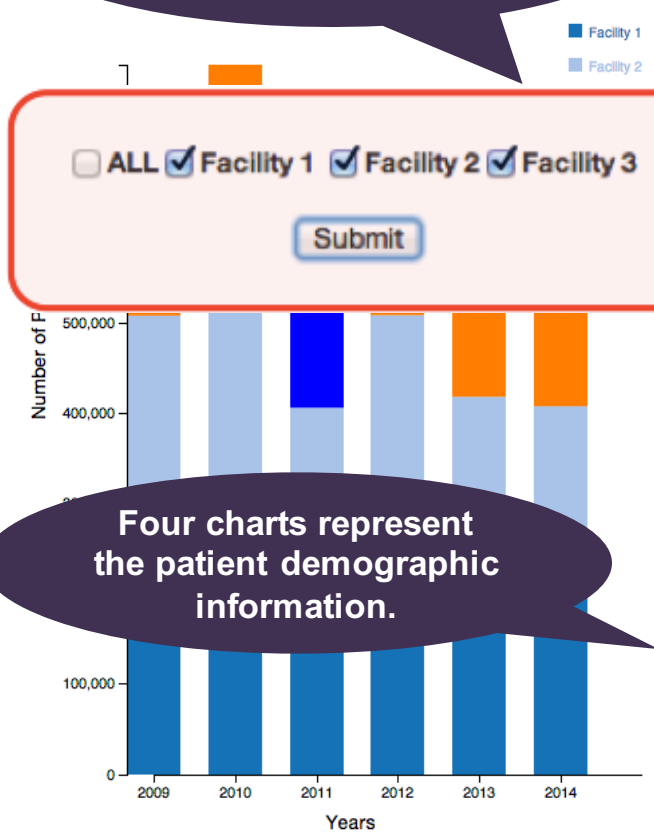 Facility 1
Facility 2
ALL Facility 1 Facility 2 Facility 3
Submit
Number of
500,000
400,000
Four charts represent
the patient demographic
information.
100,000
0
2009 2010 2011 2012 2013 2014
Years